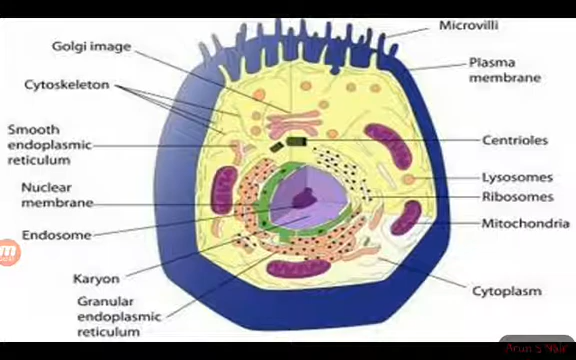 Microvilli
Golgi image
Plasma
membrane
Cytoskeleton
Smooth
endoplasmic
reticulum
Centrioles
Lysosomes
Nuclear
membrane
Ribosomes
Mitochondria
Endosome
Karyon
Cytoplasm
Granular
endoplasmic
reticulum